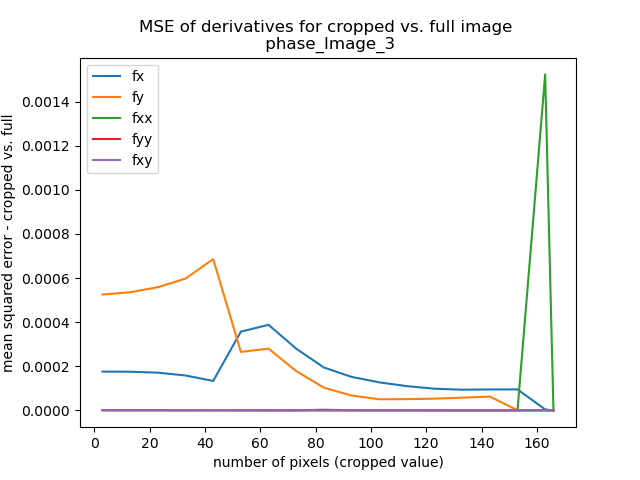 MSE of derivatives for cropped vs. full image
phase_Image_3
mean squared error - cropped vs. full
0.0014
0.0012
0.0010
0.0008
0.0006
0.0004
0.0002
0.0000
fx
fy
fxx
fyy
fxy
0 20 40 60 80 100 120 140 160
number of pixels (cropped value)